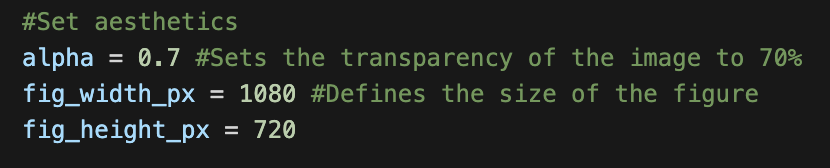 #Set aesthetics
alpha = 0.7 #Sets the transparency of the image to 70%
fig_width_px = 1080 #Defines the size of the figure
fig_height_px = 720